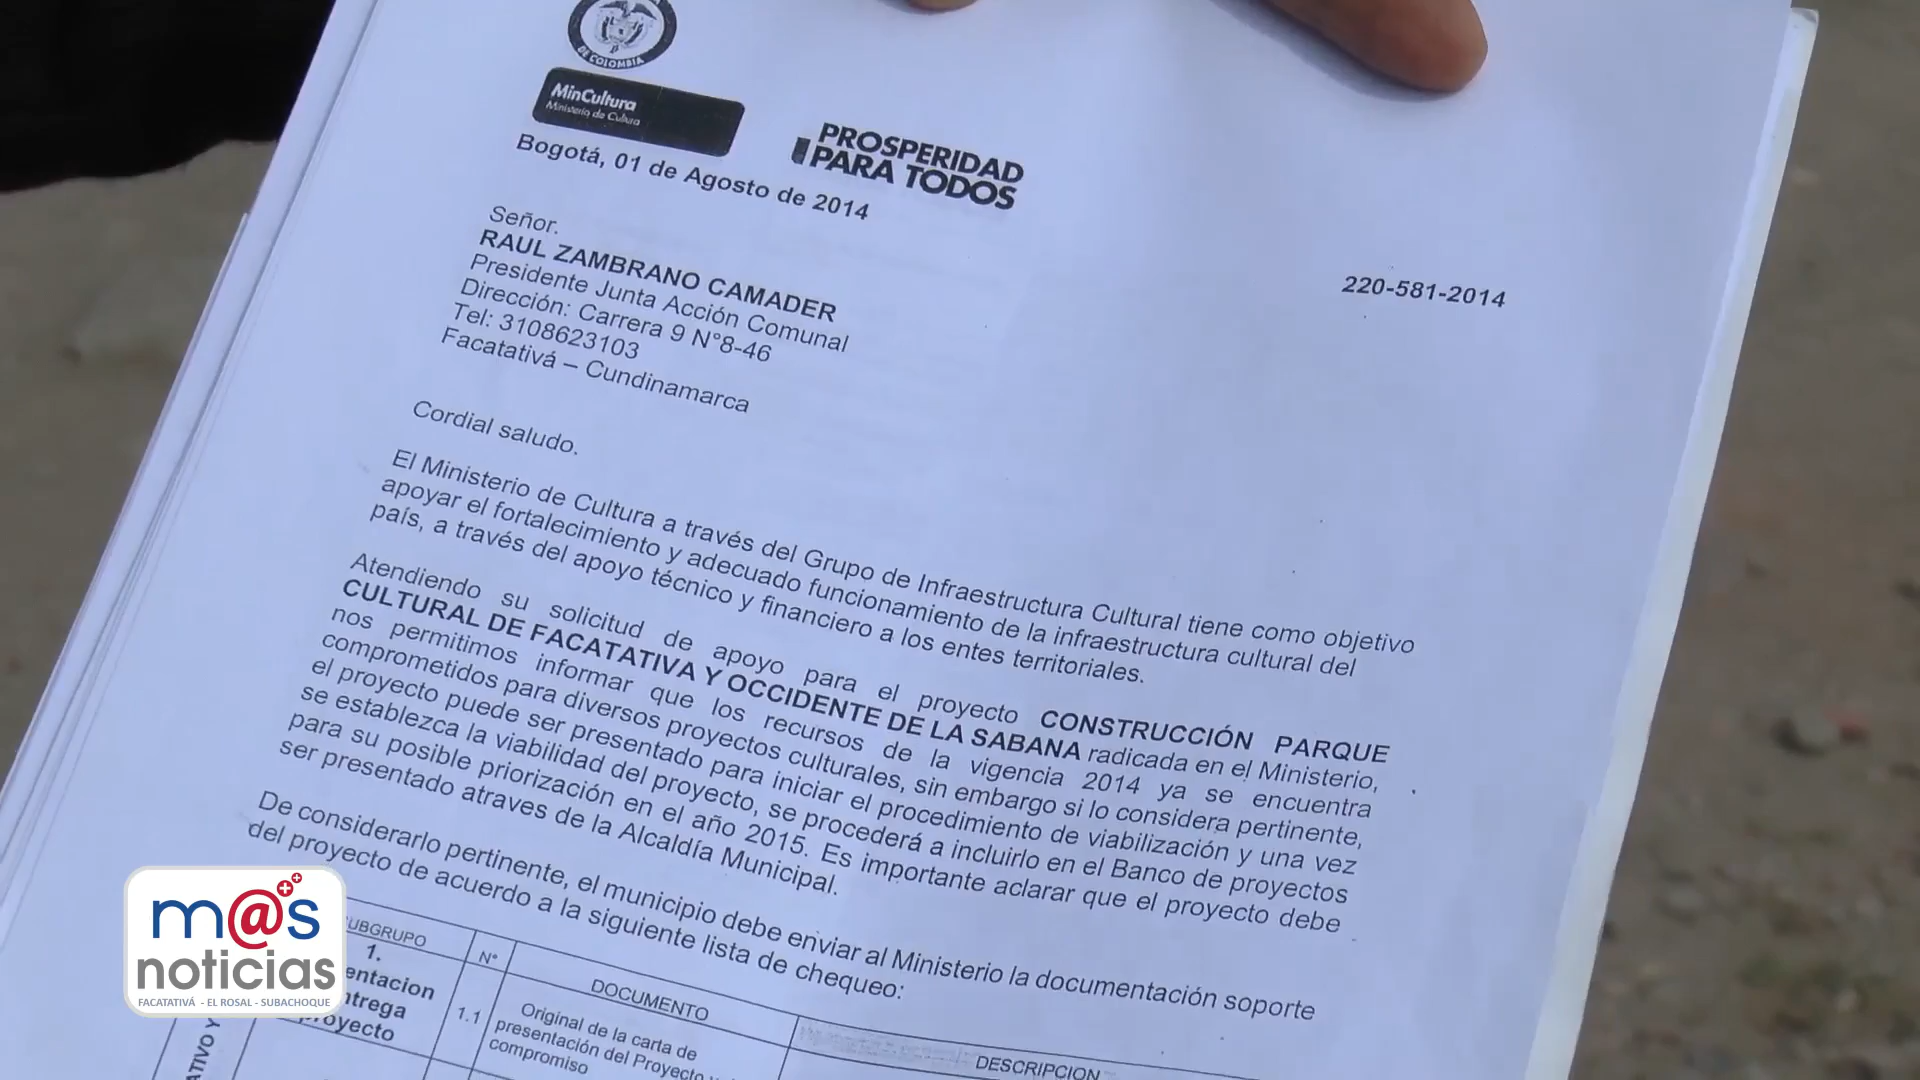 DE COLOMBIA
MinCultura
Ministerio de Cultura
PROSPERIDAD
PARA TODOS
Bogotá, 01 de Agosto de 2014
220-581-2014
Señor.
RAUL ZAMBRANO CAMADER
Presidente Junta Acción Comunal
Dirección: Carrera 9 N°8-46
Tel: 3108623103
Facatativá – Cundinamarca
Cordial saludo.
El Ministerio de Cultura a través del Grupo de Infraestructura Cultural tiene como objetivo
apoyar el fortalecimiento y adecuado funcionamiento de la infraestructura cultural del
país, a través del apoyo técnico y financiero a los entes territoriales.
Atendiendo su solicitud de apoyo para el proyecto CONSTRUCCIÓN PARQUE
CULTURAL DE FACATATIVA Y OCCIDENTE DE LA SABANA radicada en el Ministerio,
nos permitimos informar que los recursos de la vigencia 2014 ya se encuentra
comprometidos para diversos proyectos culturales, sin embargo si lo considera pertinente,
el proyecto puede ser presentado para iniciar el procedimiento de viabilización y una vez
se establezca la viabilidad del proyecto, se procederá a incluirlo en el Banco de proyectos
para su posible priorización en el año 2015. Es importante aclarar que el proyecto debe
ser presentado atraves de la Alcaldía Municipal.
De considerarlo pertinente, el municipio debe enviar al Ministerio la documentación soporte
del proyecto de acuerdo a la siguiente lista de chequeo:
SUBGRUPO
N°
DOCUMENTO
DESCRIPCION
1.
entacion
ntrega
proyecto
1.1
Original de la carta de
presentación del Proyecto
compromiso
ATIVO Y
m@s
noticias
FACATATIVÁ - EL ROSAL - SUBACHOQUE